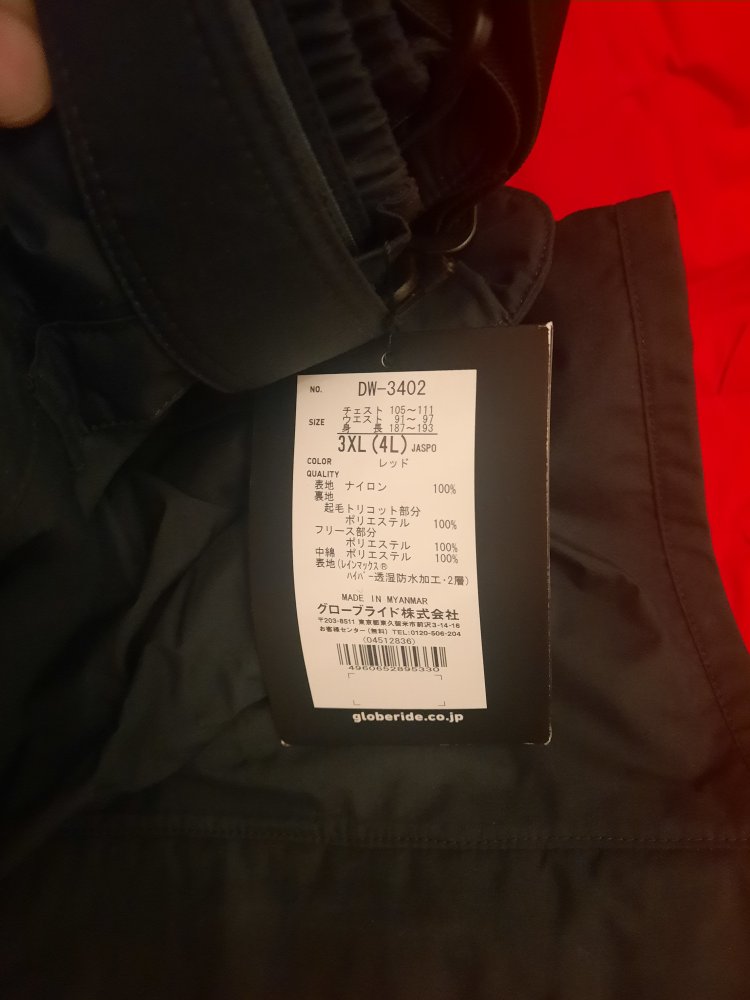 NO. DW-3402
チェスト 105～111
ウエスト 91～ 97
SIZE
身 長 187～193
3XL(4L) JASPO
COLOR レッド
QUALITY
表地 ナイロン 100%
裏地
起毛トリコット部分
ポリエステル 100%
フリース部分
ポリエステル 100%
中綿 ポリエステル 100%
表地(レインマックス®
ハイパー透湿防水加工･2層)
MADE IN MYANMAR
グローブライド株式会社
〒203-8511 東京都東久留米市前沢3-14-16
お客様センター(無料) TEL:0120-506-204
(04512836)
4960652895330
globeride.co.jp